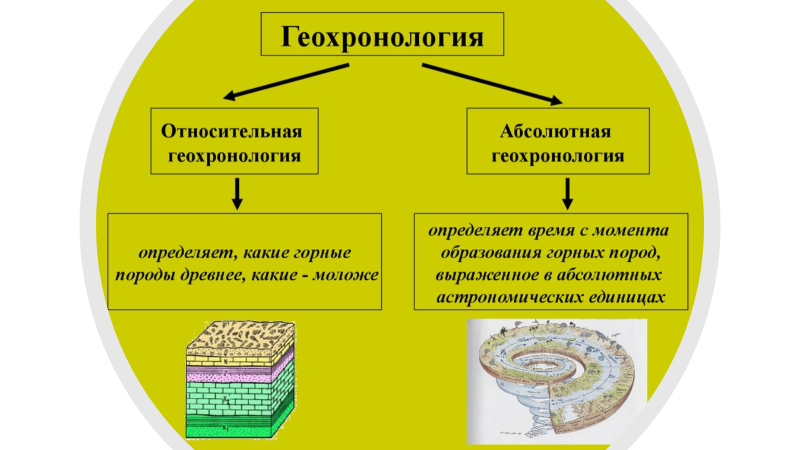 Геохронология
Относительная
геохронология
Абсолютная
геохронология
определяет, какие горные
породы древнее, какие - моложе
определяет время с момента
образования горных пород,
выраженное в абсолютных
астрономических единицах